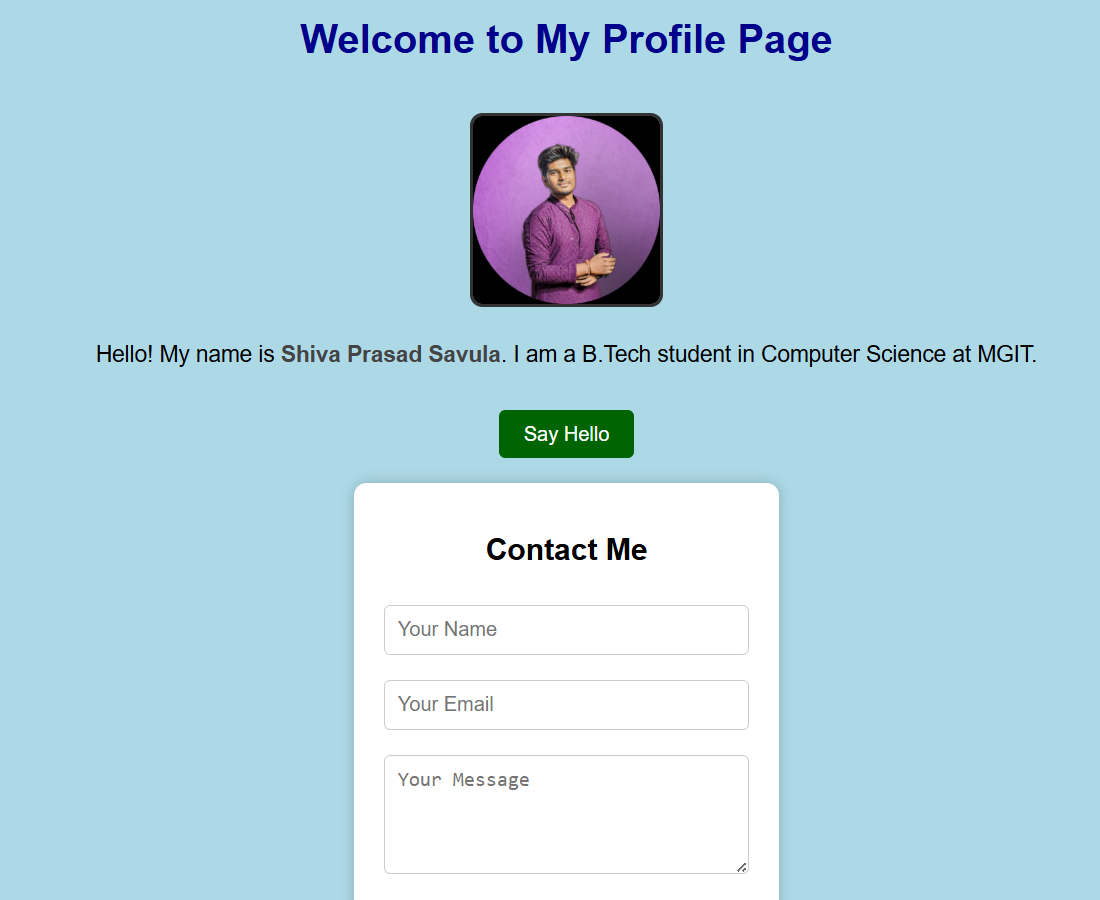 Welcome to My Profile Page
Hello! My name is Shiva Prasad Savula. I am a B.Tech student in Computer Science at MGIT.
Say Hello
Contact Me
Your Name
Your Email
Your Message